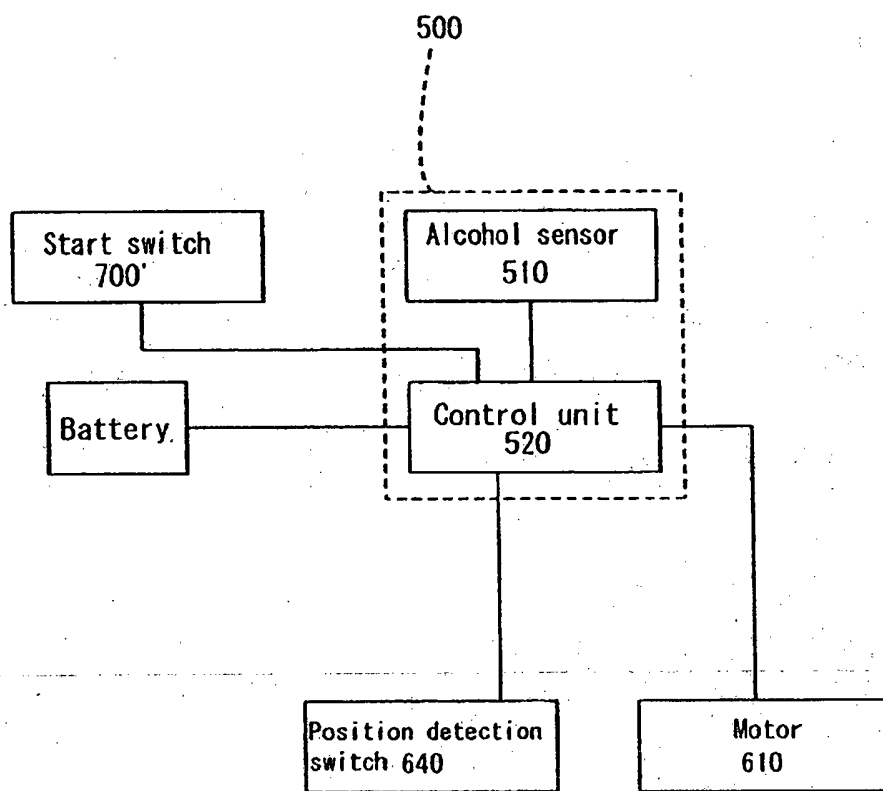 500
Start switch
700'
Alcohol sensor
510
Battery.
Control unit
520
Position detection
switch 640
Motor
610